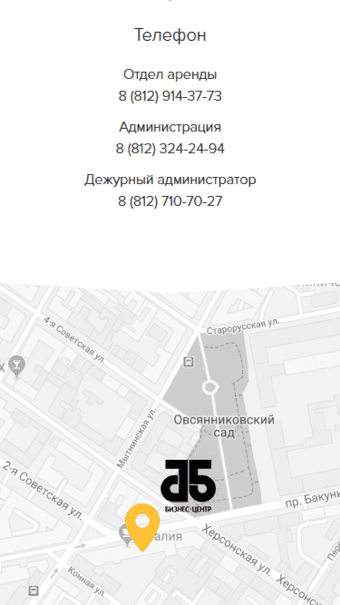 Телефон
Отдел аренды
8 (812) 914-37-73
Администрация
8 (812) 324-24-94
Дежурный администратор
8 (812) 710-70-27
4-я Советская ул.
Старорусская ул.
Мытнинская ул.
Овсянниковский
сад
2-я Советская ул.
БИЗНЕС-ЦЕНТР
пр. Бакуни
Херсонская ул.
Херсонс
Конная ул.